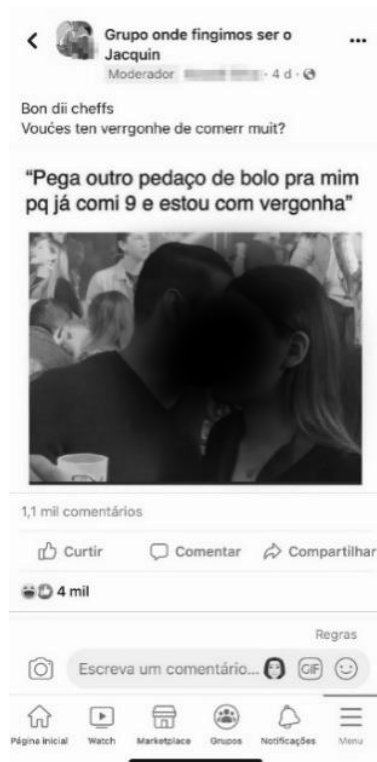 Grupo onde fingimos ser o
Jacquin
Moderador · 4 d ·
Bon dii cheffs
Voućes ten verrgonhe de comerr muit?
“Pega outro pedaço de bolo pra mim
pq já comi 9 e estou com vergonha”
1,1 mil comentários
Curtir Comentar Compartilhar
4 mil
Regras
Escreva um comentário... GIF
Página inicial Watch Marketplace Grupos Notificações Menu